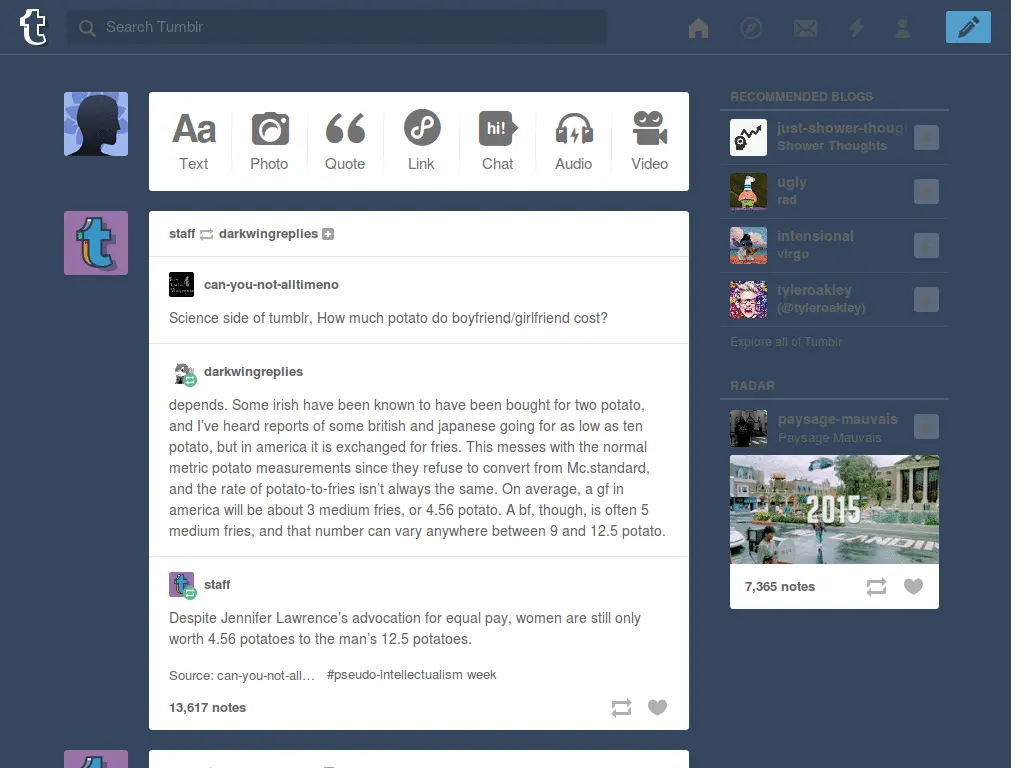 t
Search Tumblr
Aa
hi!
Text
Photo
Quote
Link
Chat
Audio
Video
staff darkwingreplies
can-you-not-alltimeno
Science side of tumblr, How much potato do boyfriend/girlfriend cost?
darkwingreplies
depends. Some irish have been known to have been bought for two potato,
and I’ve heard reports of some british and japanese going for as low as ten
potato, but in america it is exchanged for fries. This messes with the normal
metric potato measurements since they refuse to convert from Mc.standard,
and the rate of potato-to-fries isn’t always the same. On average, a gf in
america will be about 3 medium fries, or 4.56 potato. A bf, though, is often 5
medium fries, and that number can vary anywhere between 9 and 12.5 potato.
staff
Despite Jennifer Lawrence’s advocation for equal pay, women are still only
worth 4.56 potatoes to the man’s 12.5 potatoes.
Source: can-you-not-all… #pseudo-intellectualism week
13,617 notes
RECOMMENDED BLOGS
just-shower-thoug
Shower Thoughts
ugly
rad
intensional
virgo
tyleroakley
(@tyleroakley)
Explore all of Tumblr
RADAR
paysage-mauvais
Paysage Mauvais
2015
LANDIN
7,365 notes